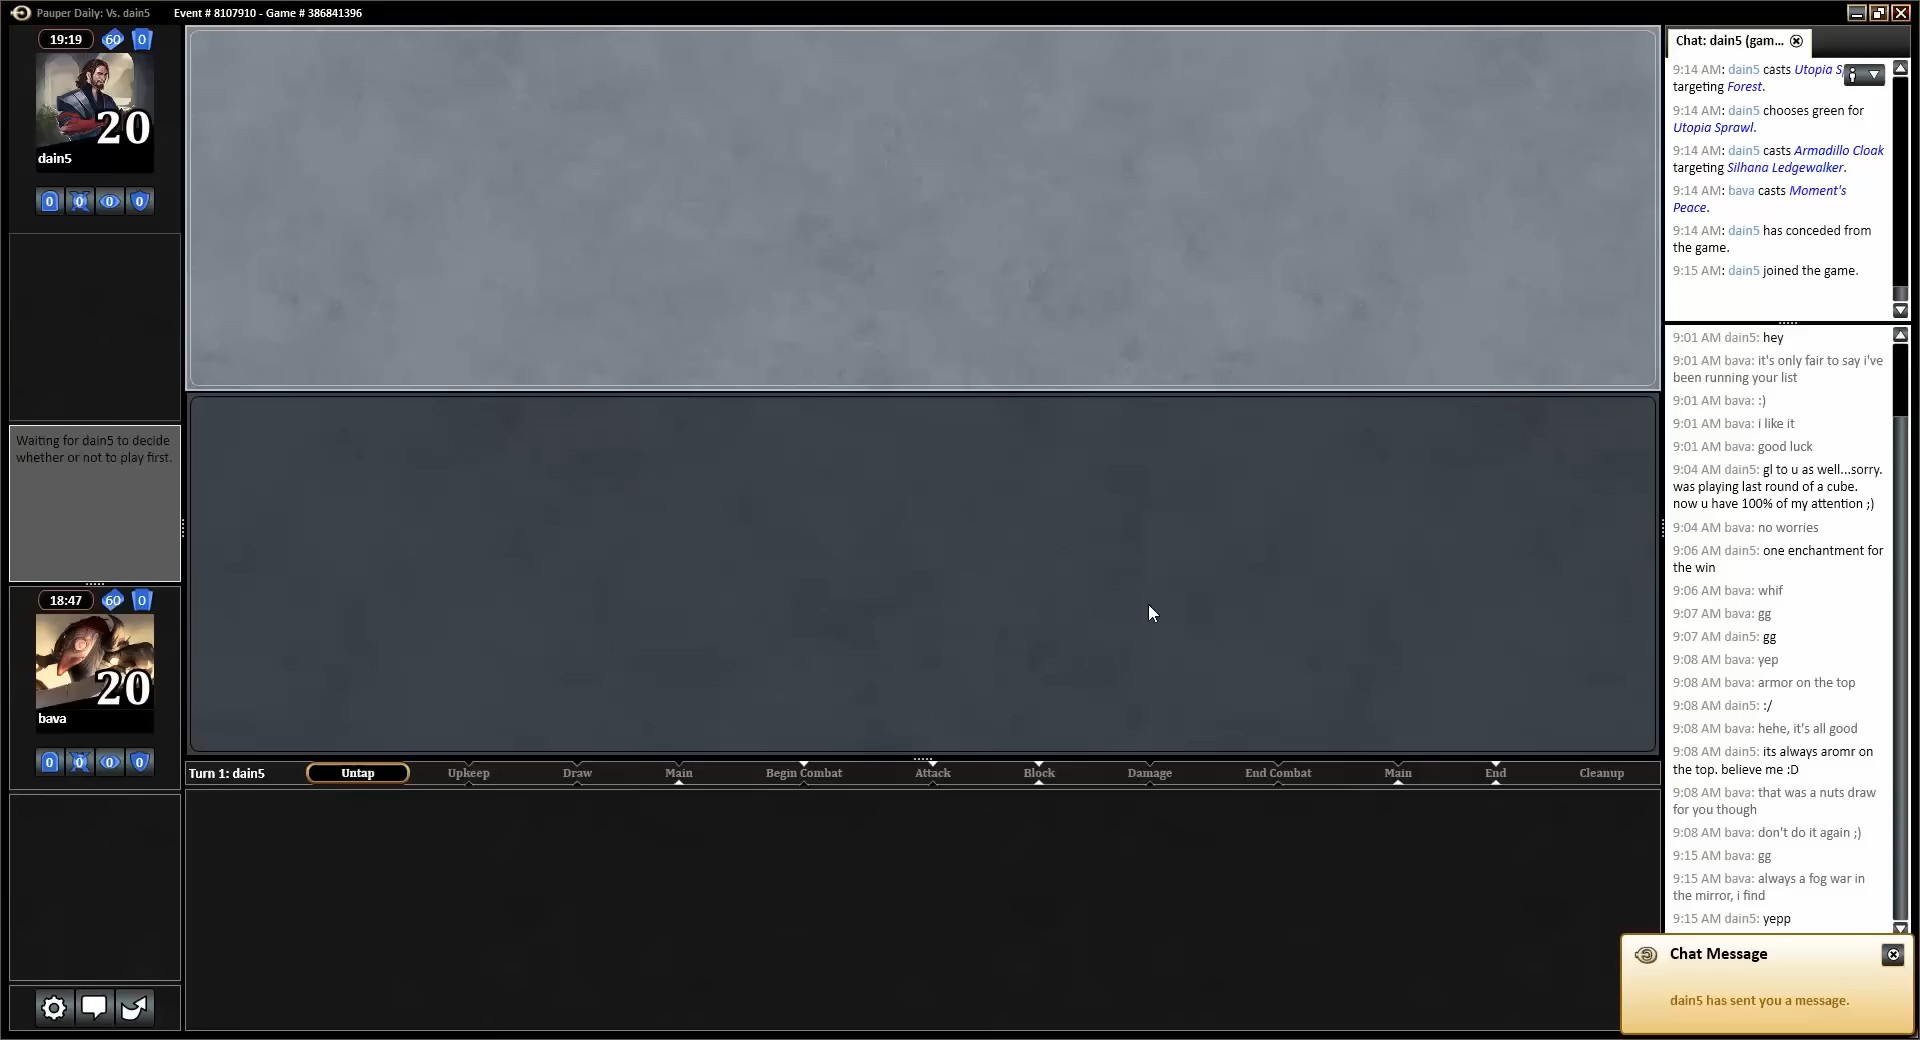 Pauper Daily: Vs. dain5 Event # 8107910 - Game # 386841396
19:19 60 0
20
dain5
0 0 0 0
Waiting for dain5 to decide
whether or not to play first.
18:47 60 0
20
bava
0 0 0 0
Turn 1: dain5 Untap Upkeep Draw Main Begin Combat Attack Block Damage End Combat Main End Cleanup
Chat: dain5 (gam...
9:14 AM: dain5 casts Utopia
targeting Forest.
9:14 AM: dain5 chooses green for
Utopia Sprawl.
9:14 AM: dain5 casts Armadillo Cloak
targeting Silhana Ledgewalker.
9:14 AM: bava casts Moment's
Peace.
9:14 AM: dain5 has conceded from
the game.
9:15 AM: dain5 joined the game.
9:01 AM dain5: hey
9:01 AM bava: it's only fair to say i've
been running your list
9:01 AM bava: :)
9:01 AM bava: i like it
9:01 AM bava: good luck
9:04 AM dain5: gl to u as well...sorry.
was playing last round of a cube.
now u have 100% of my attention ;)
9:04 AM bava: no worries
9:06 AM dain5: one enchantment for
the win
9:06 AM bava: whif
9:07 AM bava: gg
9:07 AM dain5: gg
9:08 AM bava: yep
9:08 AM bava: armor on the top
9:08 AM dain5: :/
9:08 AM bava: hehe, it's all good
9:08 AM dain5: its always aromr on
the top. believe me :D
9:08 AM bava: that was a nuts draw
for you though
9:08 AM bava: don't do it again ;)
9:15 AM bava: gg
9:15 AM bava: always a fog war in
the mirror, i find
9:15 AM dain5: yepp
Chat Message
dain5 has sent you a message.